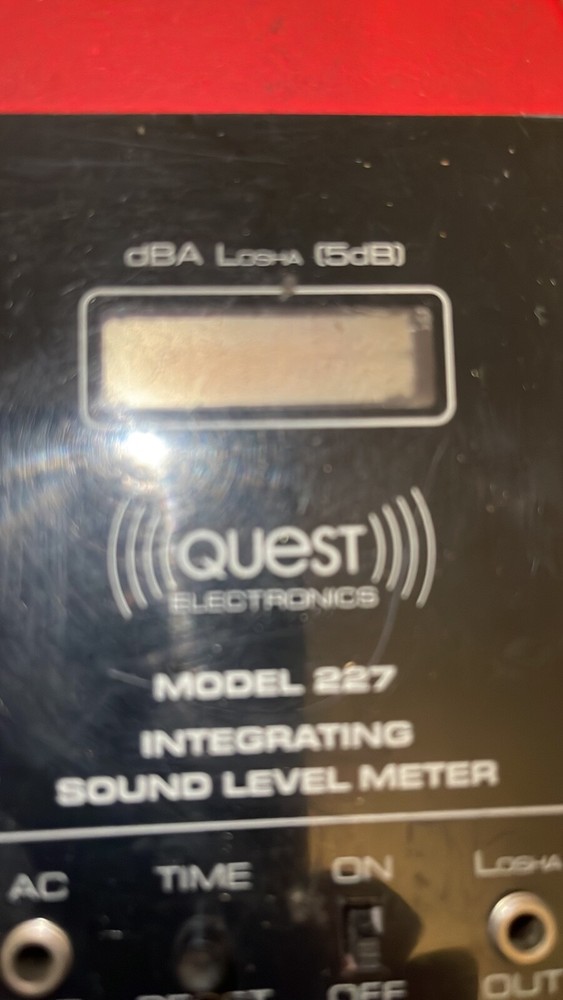 dBA LOSHA (5dB)
QUEST
ELECTRONICS
MODEL 227
INTEGRATING
SOUND LEVEL METER
AC TIME ON LOSHA
OFF OUT